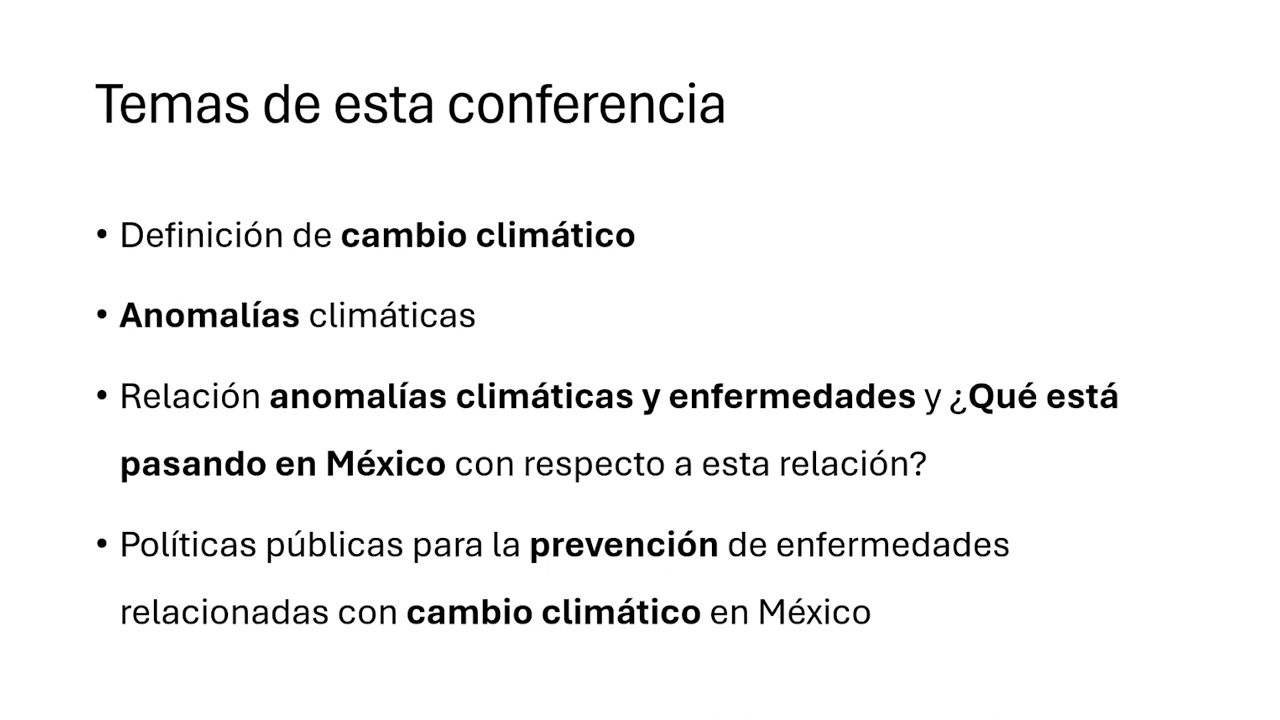 Temas de esta conferencia
• Definición de cambio climático
• Anomalías climáticas
• Relación anomalías climáticas y enfermedades y ¿Qué está
pasando en México con respecto a esta relación?
• Políticas públicas para la prevención de enfermedades
relacionadas con cambio climático en México